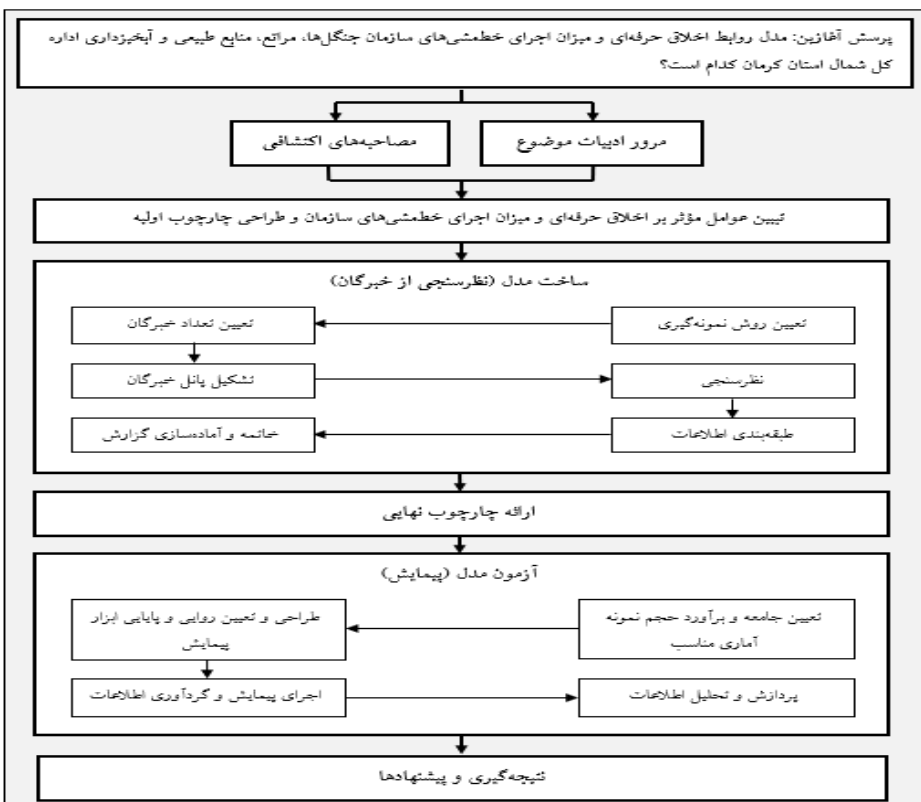 پرسش آغازین: مدل روابط اخلاق حرفه‌ای و میزان اجرای خط‌مشی‌های سازمان جنگل‌ها، مراتع، منابع طبیعی و آبخیزداری اداره
کل شمال استان کرمان کدام است؟
مرور ادبیات موضوع
مصاحبه‌های اکتشافی
تبیین عوامل مؤثر بر اخلاق حرفه‌ای و میزان اجرای خط‌مشی‌های سازمان و طراحی چارچوب اولیه
ساخت مدل (نظرسنجی از خبرگان)
تعیین روش نمونه‌گیری
تعیین تعداد خبرگان
تشکیل پانل خبرگان
نظرسنجی
طبقه‌بندی اطلاعات
خاتمه و آماده‌سازی گزارش
ارائه چارچوب نهایی
آزمون مدل (پیمایش)
تعیین جامعه و برآورد حجم نمونه
آماری مناسب
طراحی و تعیین روایی و پایایی ابزار
پیمایش
اجرای پیمایش و گردآوری اطلاعات
پردازش و تحلیل اطلاعات
نتیجه‌گیری و پیشنهادها